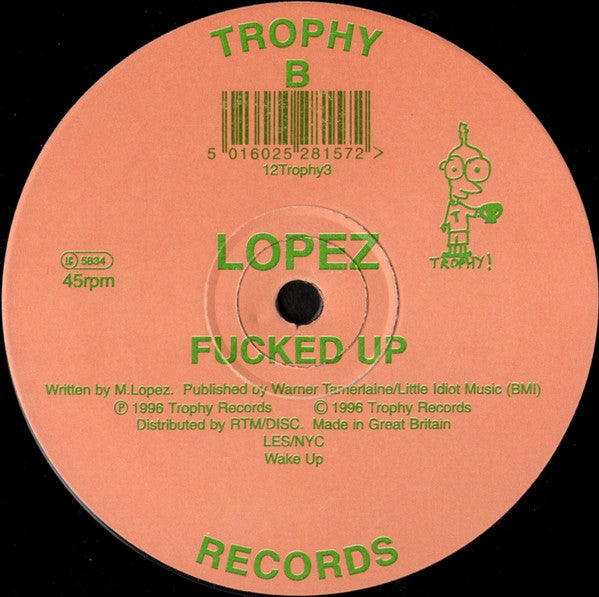 TROPHY
B
5 016025 281572 >
12Trophy3
T
TROPHY!
LC 5834
45rpm
LOPEZ
FUCKED UP
Written by M.Lopez. Published by Warner Tamerlaine/Little Idiot Music (BMI)
Ⓟ 1996 Trophy Records © 1996 Trophy Records
Distributed by RTM/DISC. Made in Great Britain
LES/NYC
Wake Up
RECORDS